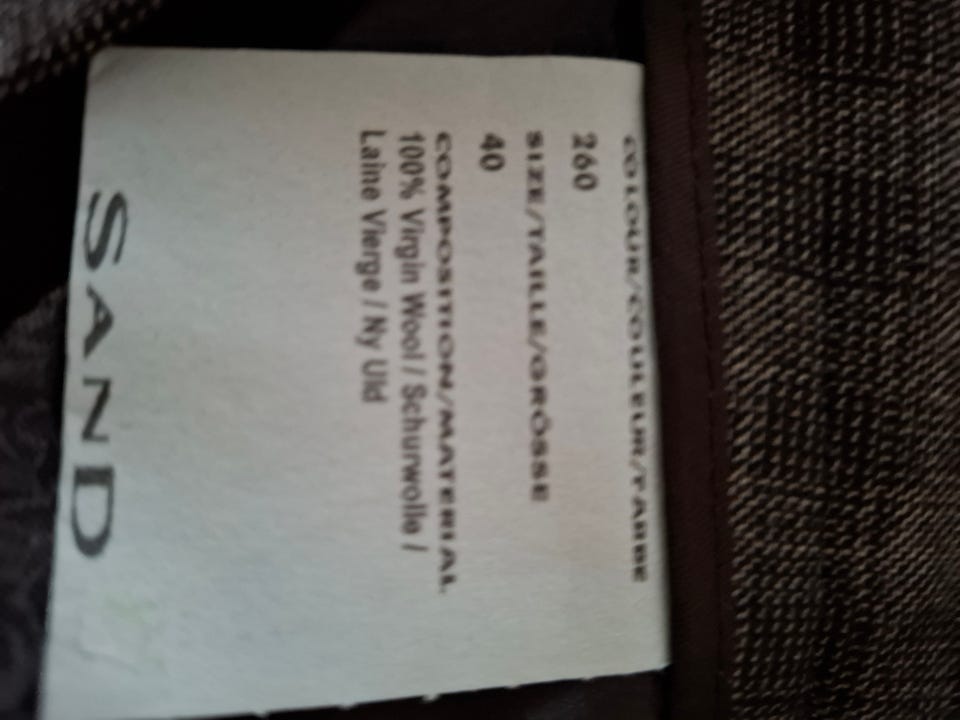 COLOUR/COULEUR/FARBE
260
SIZE/TAILLE/GRÖSSE
40
COMPOSITION/MATERIAL
100% Virgin Wool / Schurwolle /
Laine Vierge / Ny Uld
SAND